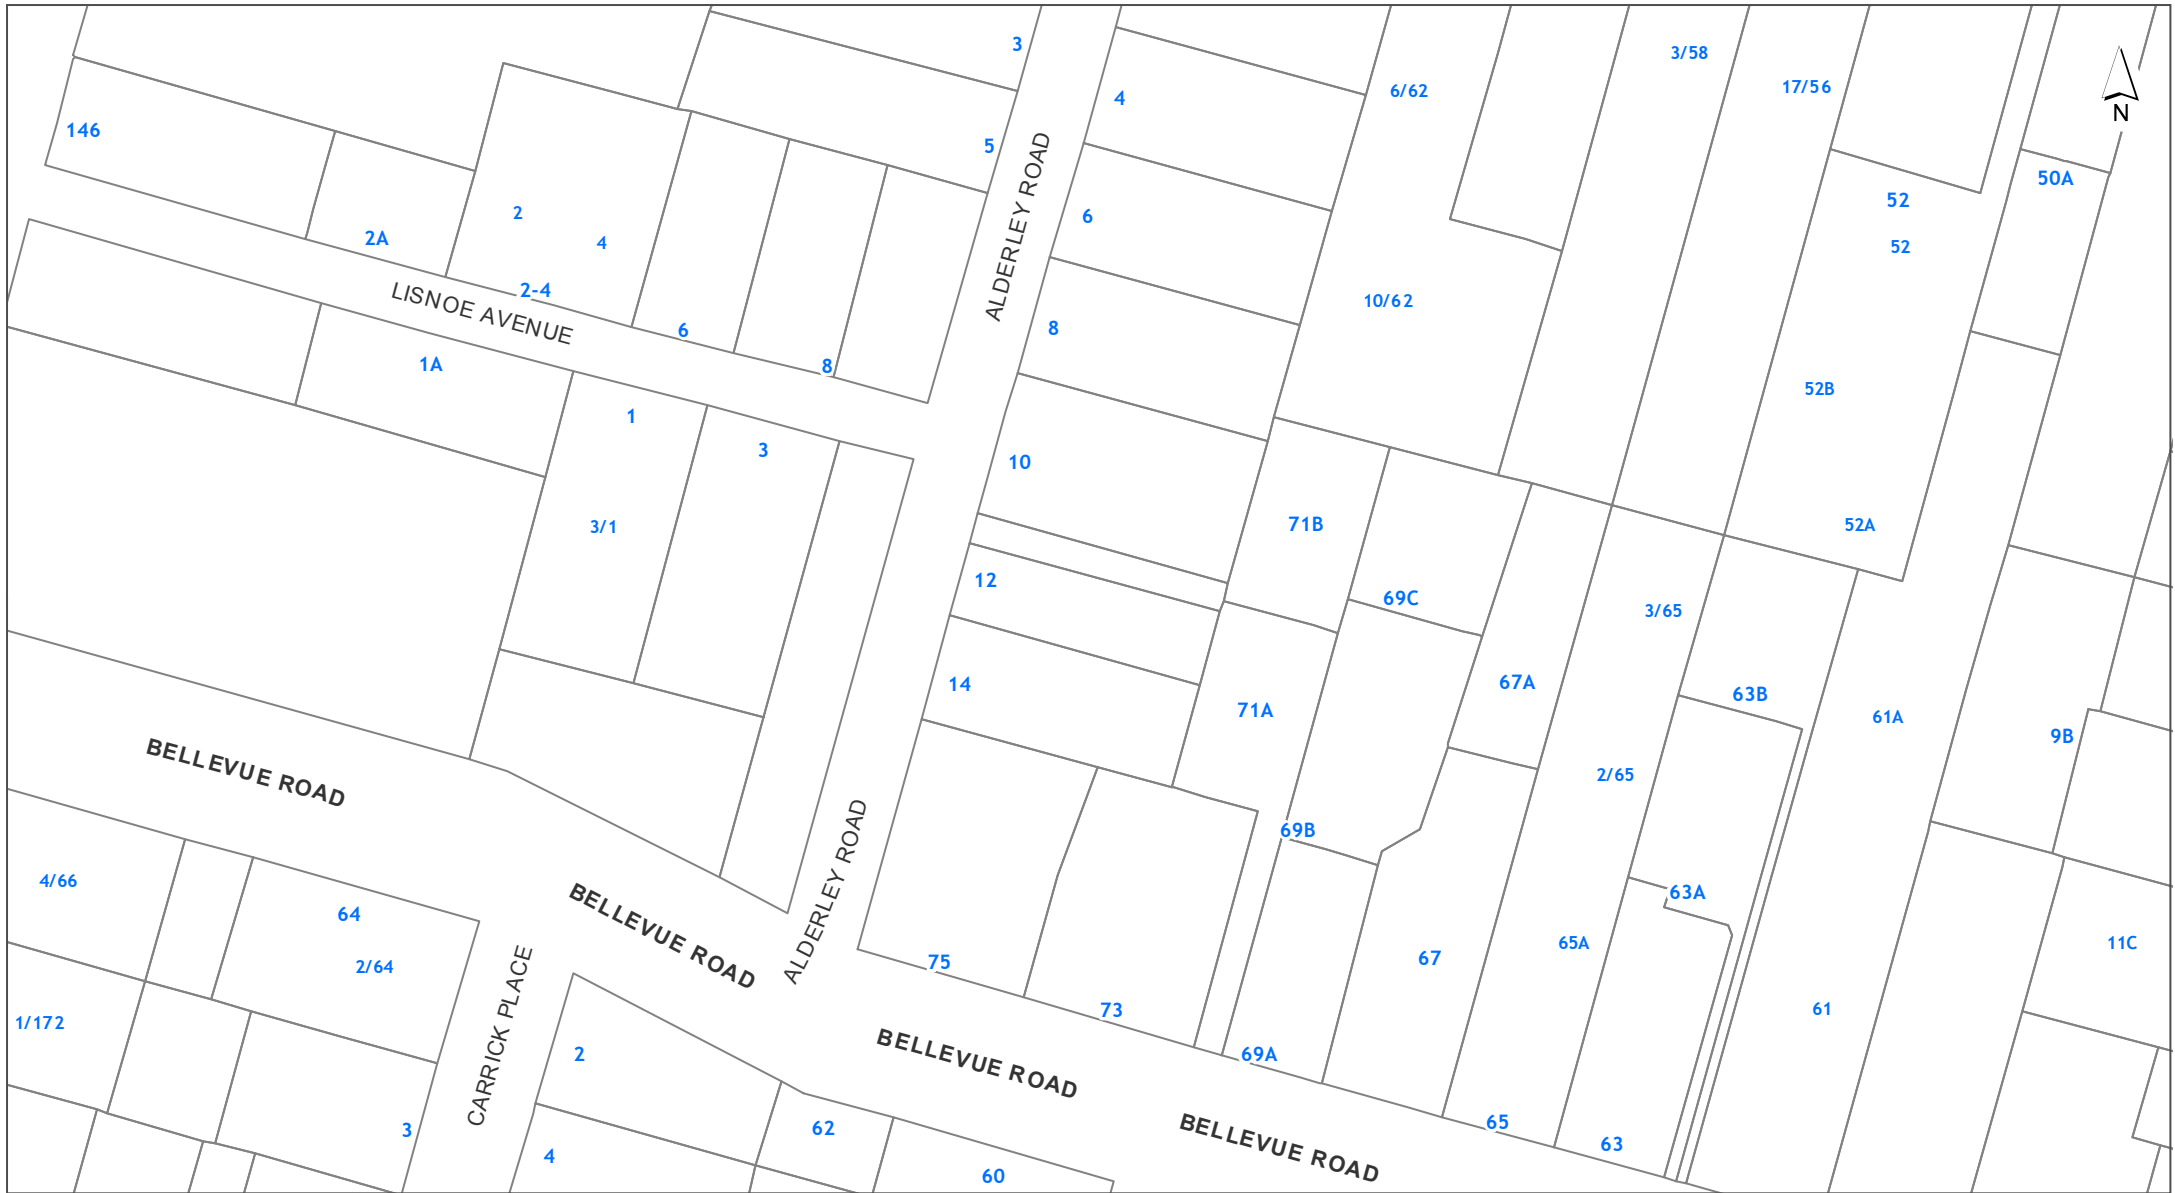 3
3/58
17/56
6/62
4
N
146
5
50A
52
2
6
2A
4
52
ALDERLEY ROAD
2-4
10/62
LISNOE AVENUE
6
8
1A
8
52B
1
3
10
3/1
71B
52A
12
69C
3/65
14
67A
63B
71A
61A
9B
BELLEVUE ROAD
2/65
69B
4/66
ALDERLEY ROAD
63A
64
BELLEVUE ROAD
65A
11C
67
75
2/64
61
73
1/172
CARRICK PLACE
2
69A
BELLEVUE ROAD
65
62
3
63
BELLEVUE ROAD
4
60